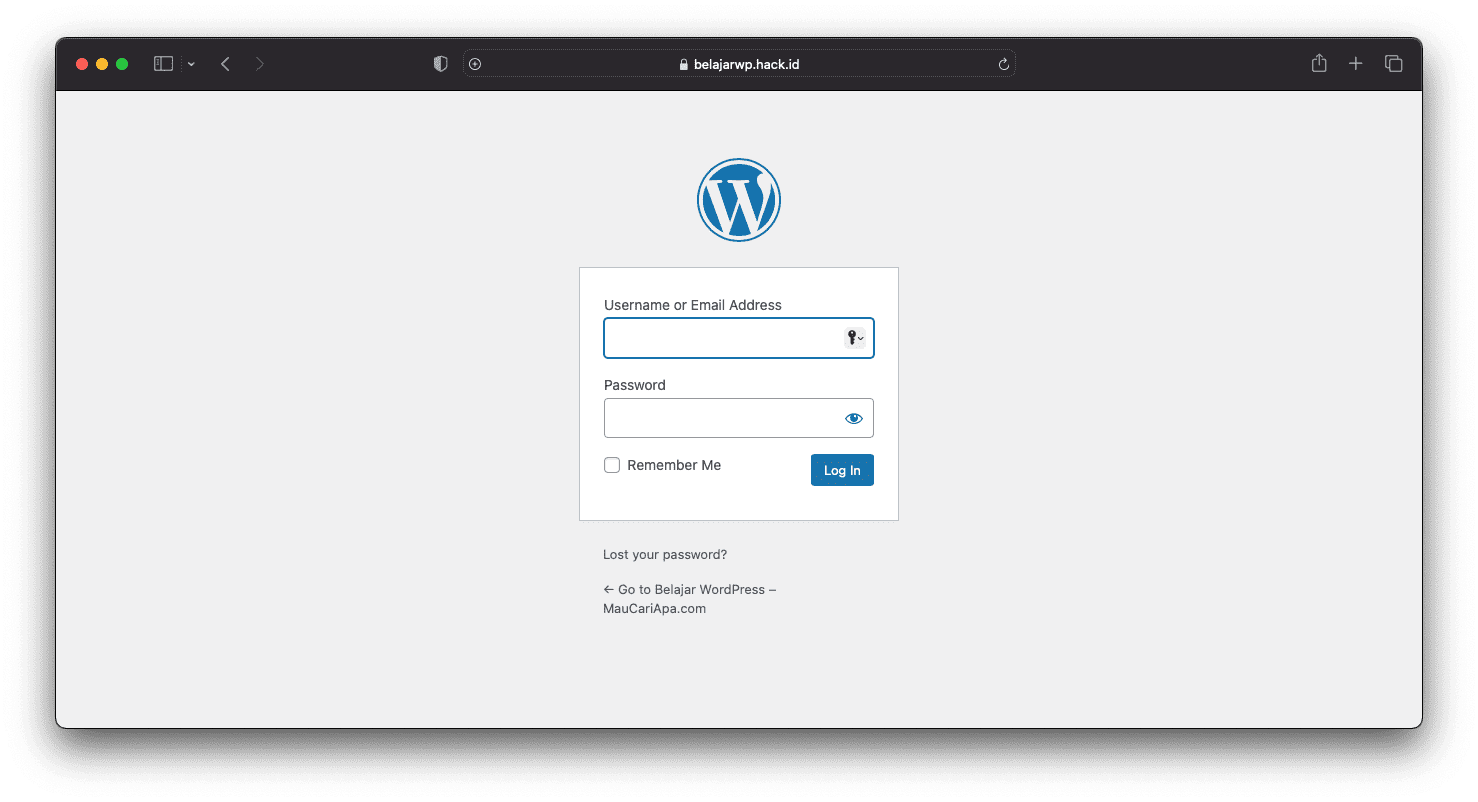 belajarwp.hack.id
Username or Email Address
Password
Remember Me
Log In
Lost your password?
← Go to Belajar WordPress –
MauCariApa.com